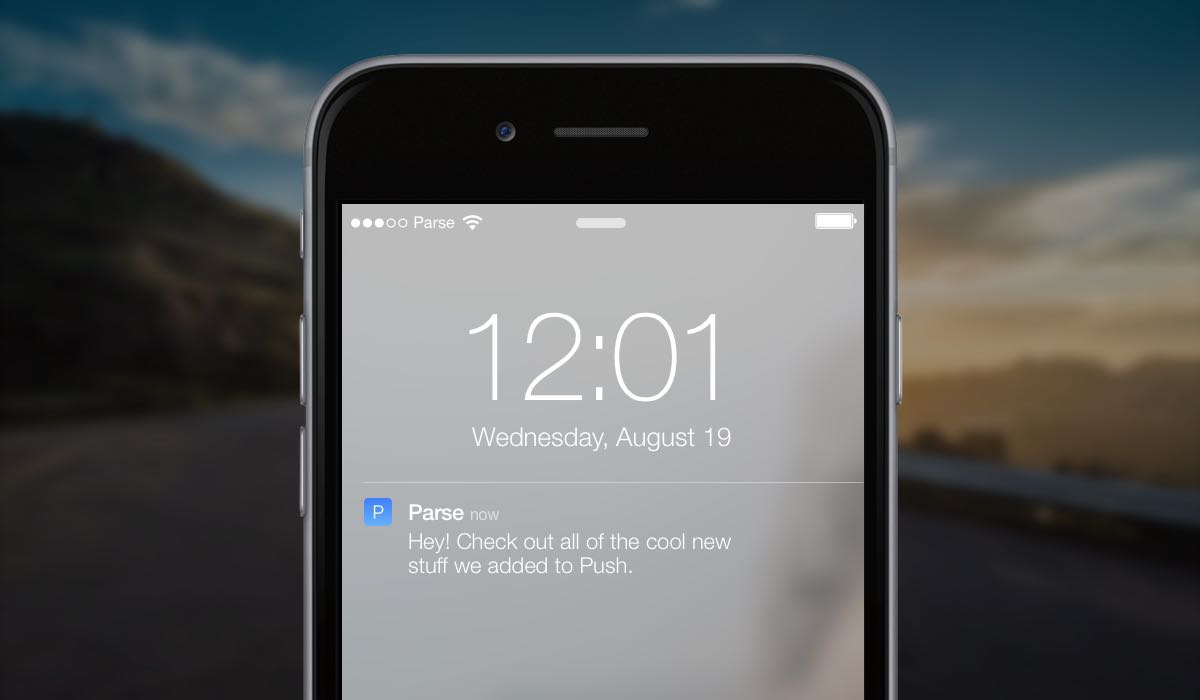 Parse
12:01
Wednesday, August 19
P
Parse now
Hey! Check out all of the cool new
stuff we added to Push.